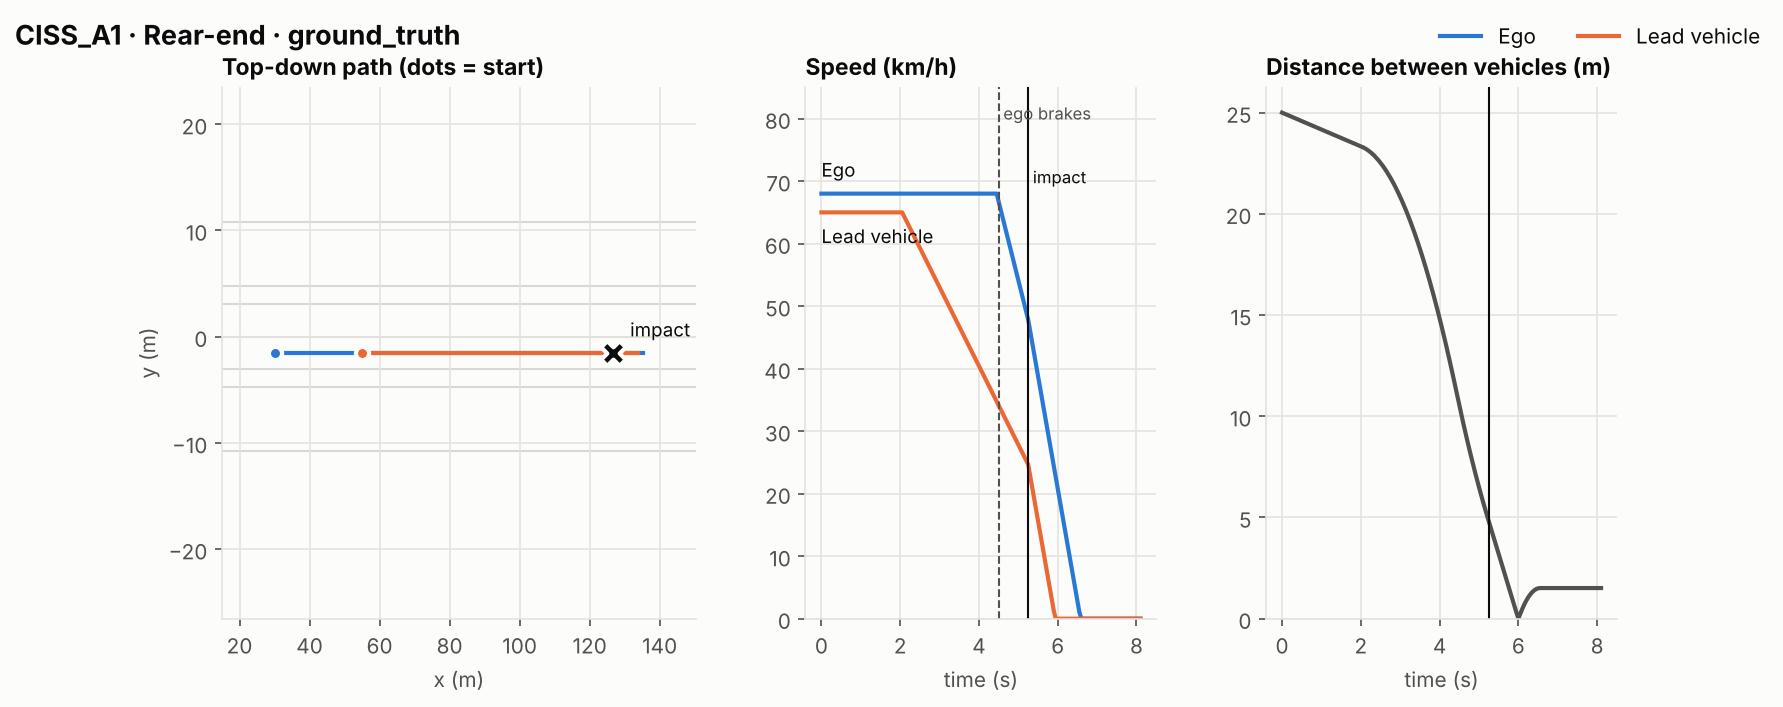 CISS_A1 · Rear-end · ground_truth
Ego
Lead vehicle
Top-down path (dots = start)
20
10
0
−10
−20
y (m)
impact
20
40
60
80
100
120
140
x (m)
Speed (km/h)
80
70
60
50
40
30
20
10
0
ego brakes
impact
Ego
Lead vehicle
0
2
4
6
8
time (s)
Distance between vehicles (m)
25
20
15
10
5
0
0
2
4
6
8
time (s)